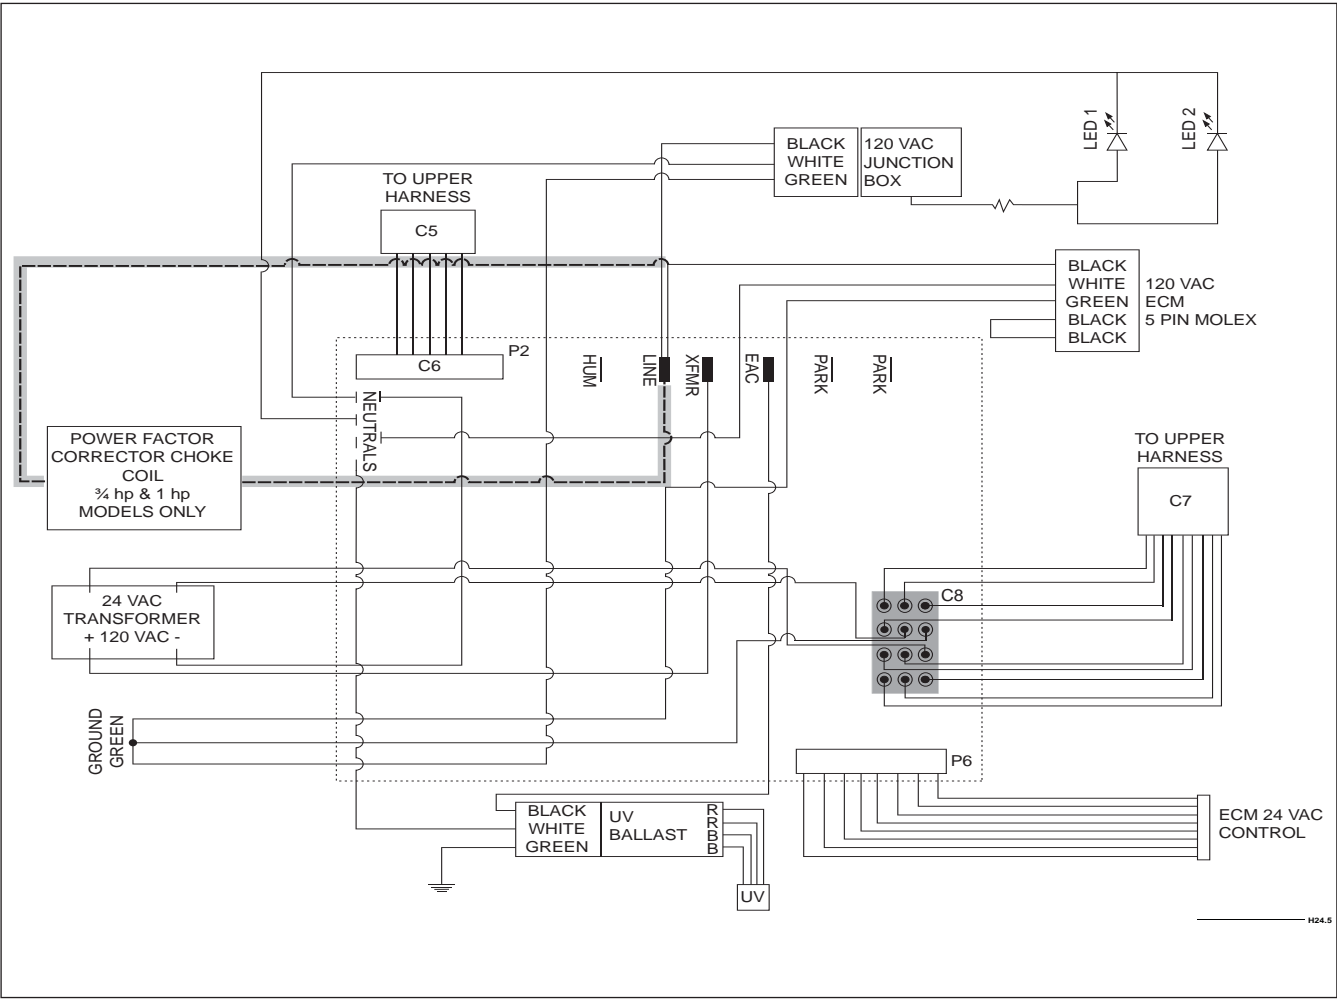 LED 1
LED 2
BLACK
WHITE
GREEN
120 VAC
JUNCTION
BOX
TO UPPER
HARNESS
C5
BLACK
WHITE
GREEN
BLACK
BLACK
120 VAC
ECM
5 PIN MOLEX
P2
C6
HUM
LINE
XFMR
EAC
PARK
PARK
NEUTRALS
POWER FACTOR
CORRECTOR CHOKE
COIL
¾ hp & 1 hp
MODELS ONLY
TO UPPER
HARNESS
C7
C8
24 VAC
TRANSFORMER
+ 120 VAC -
GROUND
GREEN
P6
BLACK
WHITE
GREEN
UV
BALLAST
R
R
B
B
UV
ECM 24 VAC
CONTROL
H24.5